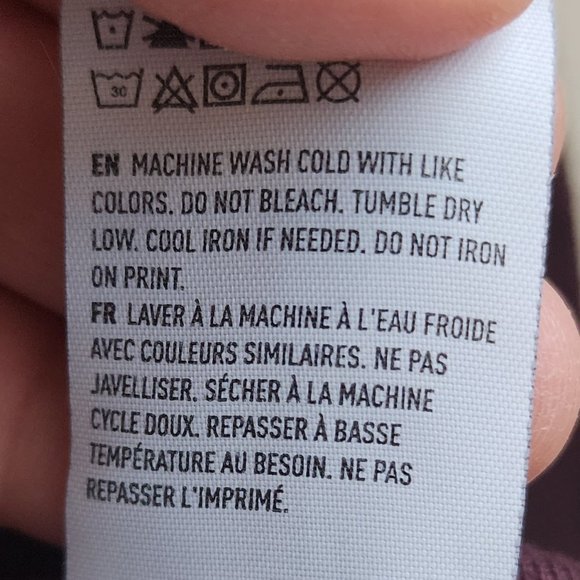 30
EN MACHINE WASH COLD WITH LIKE
COLORS. DO NOT BLEACH. TUMBLE DRY
LOW. COOL IRON IF NEEDED. DO NOT IRON
ON PRINT.
FR LAVER À LA MACHINE À L'EAU FROIDE
AVEC COULEURS SIMILAIRES. NE PAS
JAVELLISER. SÉCHER À LA MACHINE
CYCLE DOUX. REPASSER À BASSE
TEMPÉRATURE AU BESOIN. NE PAS
REPASSER L'IMPRIMÉ.